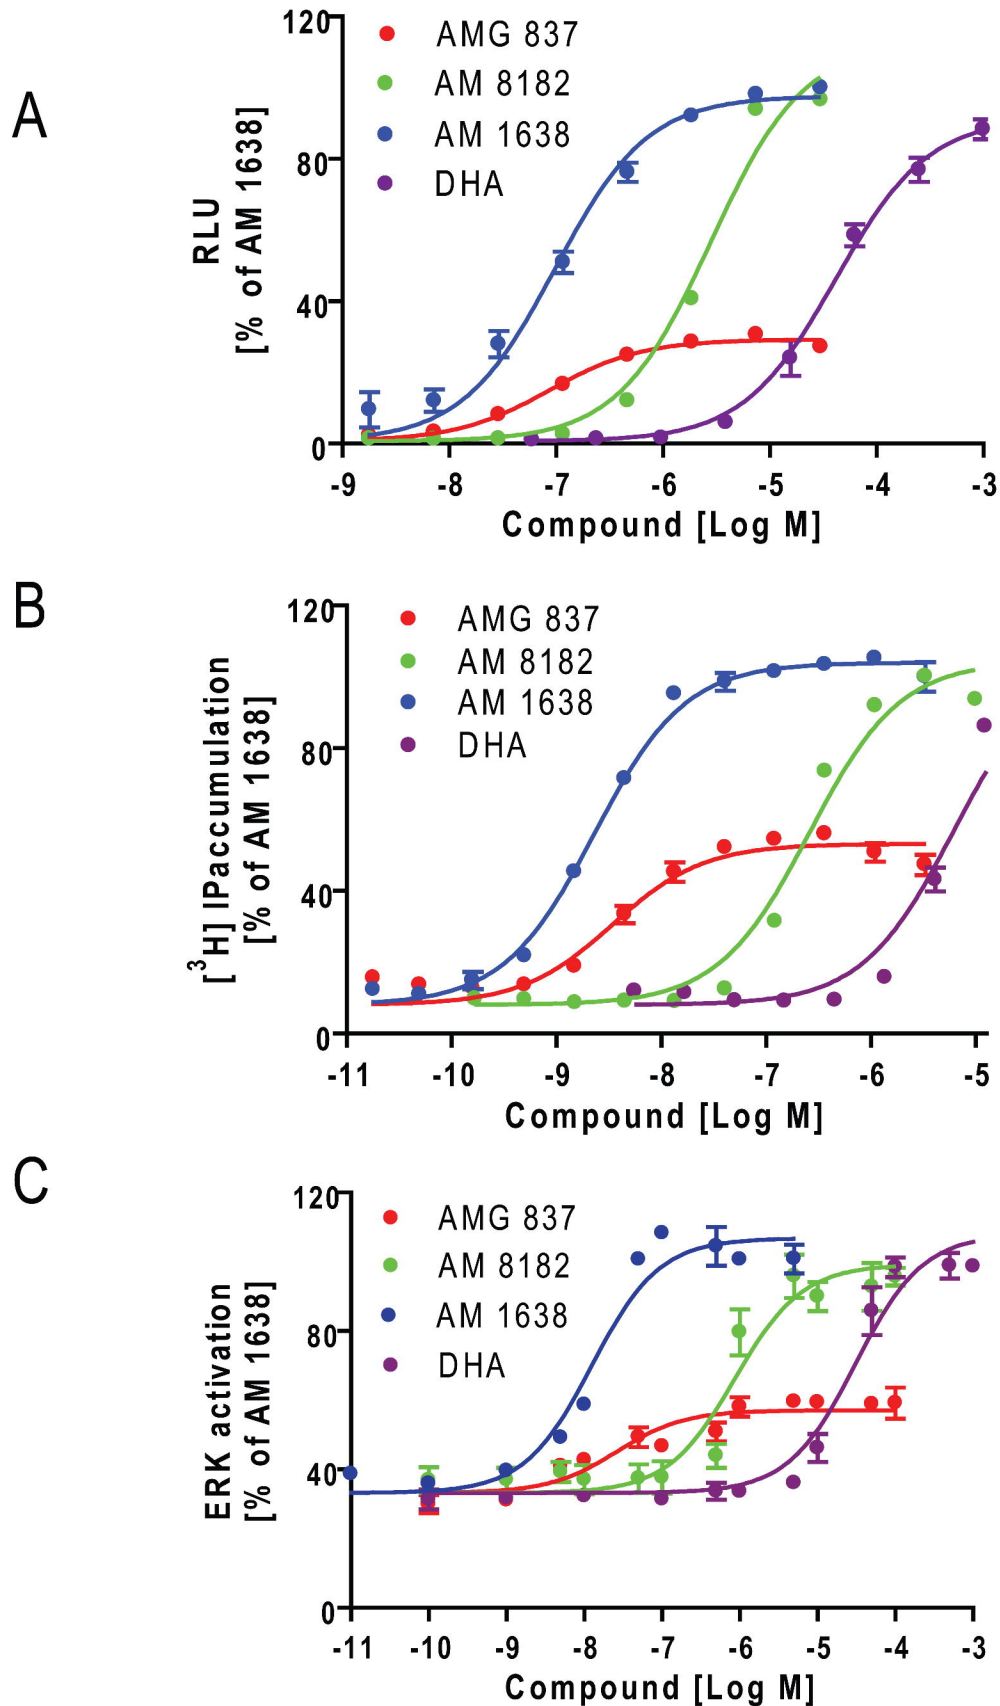 A
120
80
40
0
RLU
[% of AM 1638]
AMG 837
AM 8182
AM 1638
DHA
-9 -8 -7 -6 -5 -4 -3
Compound [Log M]
B
120
80
40
0
[³H] IPaccumulation
[% of AM 1638]
AMG 837
AM 8182
AM 1638
DHA
-11 -10 -9 -8 -7 -6 -5
Compound [Log M]
C
120
80
40
0
ERK activation
[% of AM 1638]
AMG 837
AM 8182
AM 1638
DHA
-11 -10 -9 -8 -7 -6 -5 -4 -3
Compound [Log M]